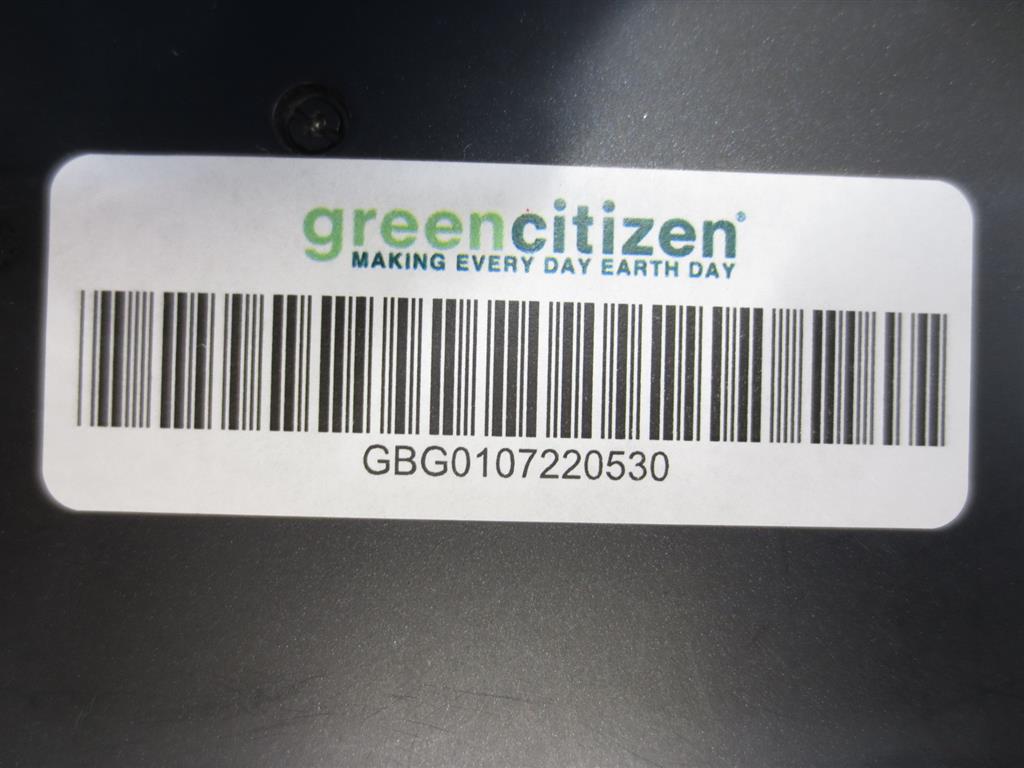 greencitizen®
MAKING EVERY DAY EARTH DAY
GBG0107220530